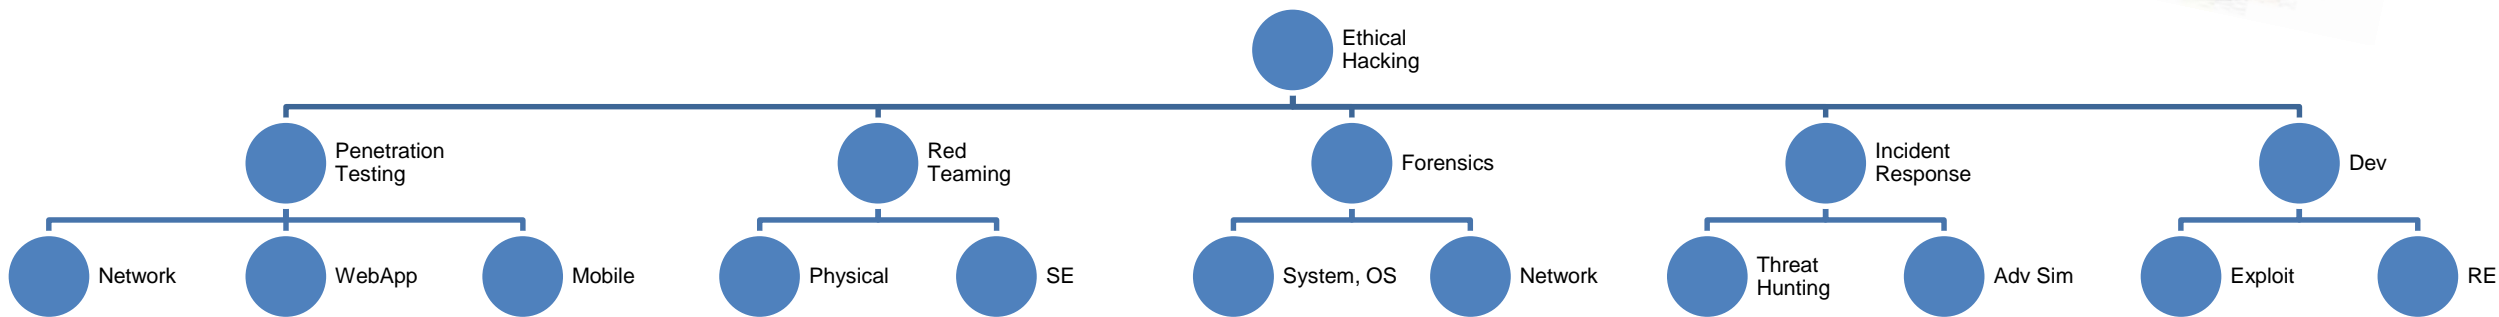 Ethical
Hacking
Penetration
Testing
Red
Teaming
Forensics
Incident
Response
Dev
Network
WebApp
Mobile
Physical
SE
System, OS
Network
Threat
Hunting
Adv Sim
Exploit
RE